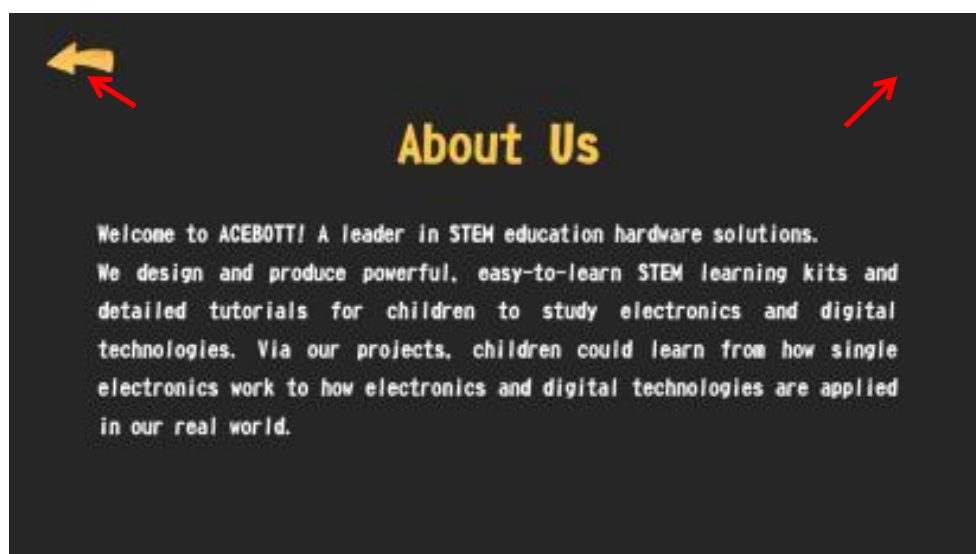 About Us
Welcome to ACEBOTT! A leader in STEM education hardware solutions.
We design and produce powerful, easy-to-learn STEM learning kits and
detailed tutorials for children to study electronics and digital
technologies. Via our projects, children could learn from how single
electronics work to how electronics and digital technologies are applied
in our real world.